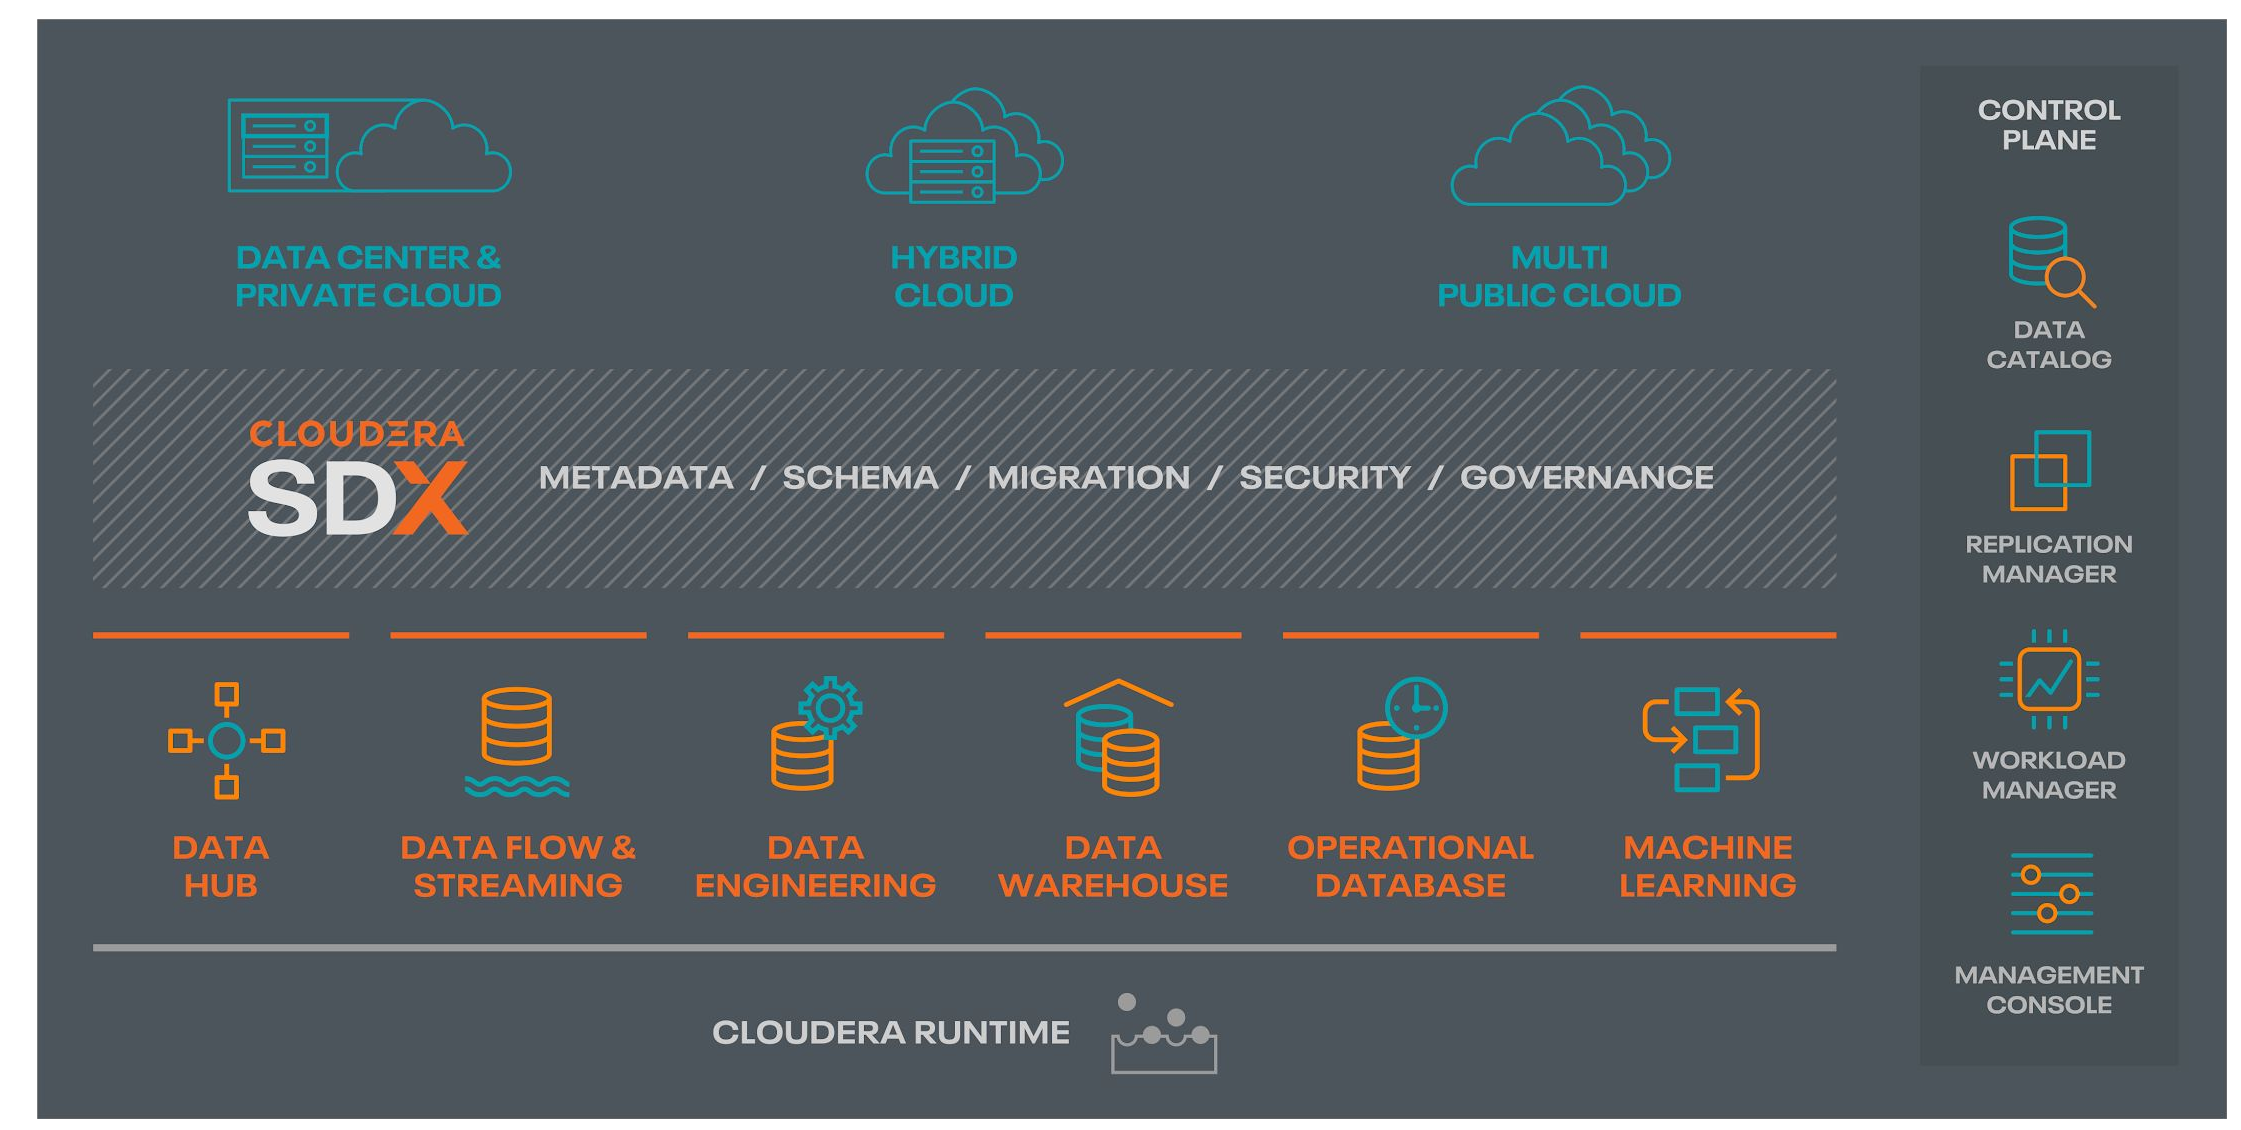 DATA CENTER &
PRIVATE CLOUD
HYBRID
CLOUD
MULTI
PUBLIC CLOUD
CLOUDERA
SDX
METADATA / SCHEMA / MIGRATION / SECURITY / GOVERNANCE
DATA
HUB
DATA FLOW &
STREAMING
DATA
ENGINEERING
DATA
WAREHOUSE
OPERATIONAL
DATABASE
MACHINE
LEARNING
CLOUDERA RUNTIME
CONTROL
PLANE
DATA
CATALOG
REPLICATION
MANAGER
WORKLOAD
MANAGER
MANAGEMENT
CONSOLE